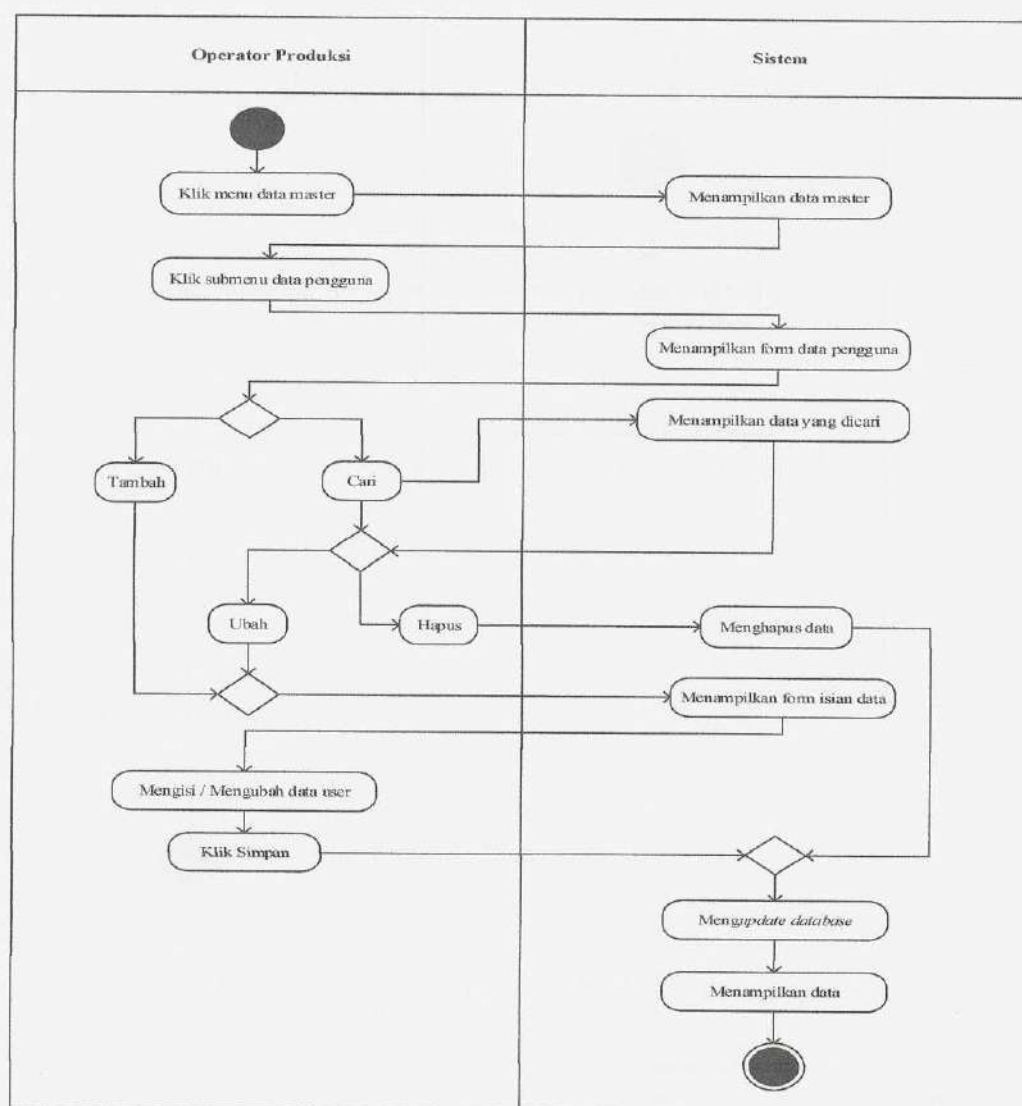 Operator Produksi
Sistem
Klik menu data master
Menampilkan data master
Klik submenu data pengguna
Menampilkan form data pengguna
Menampilkan data yang dicari
Tambah
Cari
Ubah
Hapus
Menghapus data
Menampilkan form isian data
Mengisi / Mengubah data user
Klik Simpan
Mengupdate database
Menampilkan data